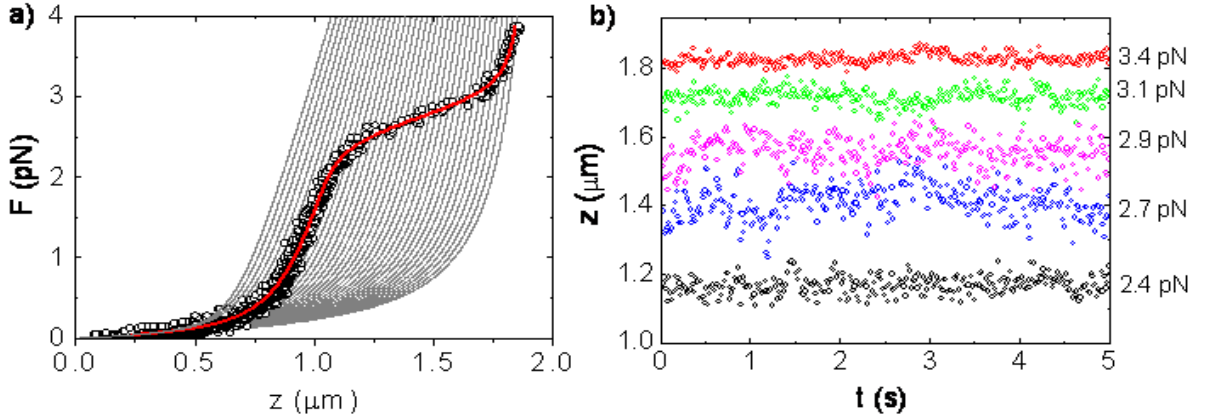 a)
F (pN)
4
3
2
1
0
0.0 0.5 1.0 1.5 2.0
z (μm)
b)
z (μm)
1.8
1.6
1.4
1.2
1.0
0 1 2 3 4 5
t (s)
3.4 pN
3.1 pN
2.9 pN
2.7 pN
2.4 pN